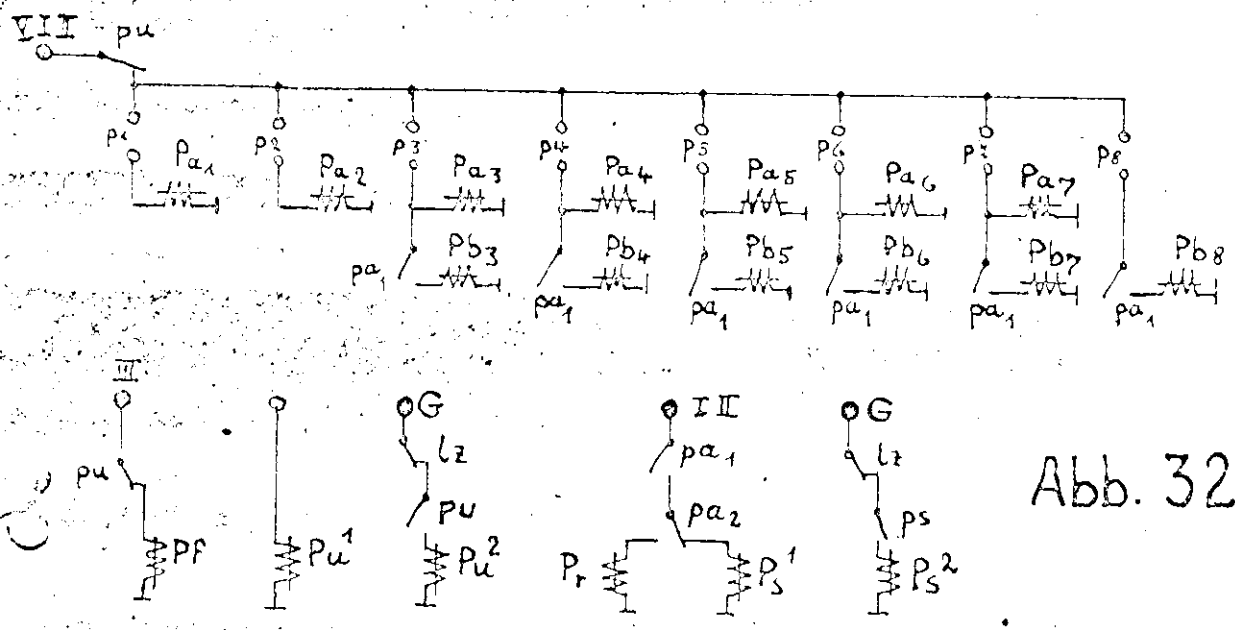 VII pu
p1 p2 p3 p4 p5 p6 p7 p8
Pa1 Pa2 Pa3 Pa4 Pa5 Pa6 Pa7
Pb3 Pb4 Pb5 Pb6 Pb7 Pb8
pa1 pa1 pa1 pa1 pa1 pa1
III G III G
lz pa1 lz
pu pu pa2 ps
Pf Pu1 Pu2 Pr Ps1 Ps2
Abb. 32